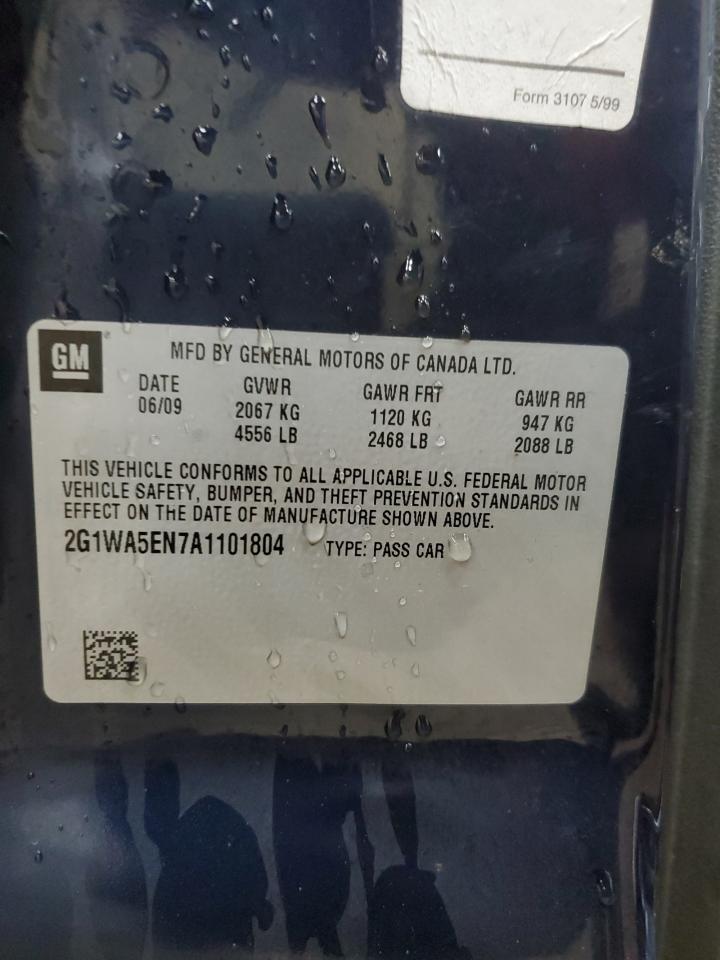 Form 3107 5/99
GM
MFD BY GENERAL MOTORS OF CANADA LTD.
DATE GVWR GAWR FRT GAWR RR
06/09 2067 KG 1120 KG 947 KG
4556 LB 2468 LB 2088 LB
THIS VEHICLE CONFORMS TO ALL APPLICABLE U.S. FEDERAL MOTOR
VEHICLE SAFETY, BUMPER, AND THEFT PREVENTION STANDARDS IN
EFFECT ON THE DATE OF MANUFACTURE SHOWN ABOVE.
2G1WA5EN7A1101804 TYPE: PASS CAR